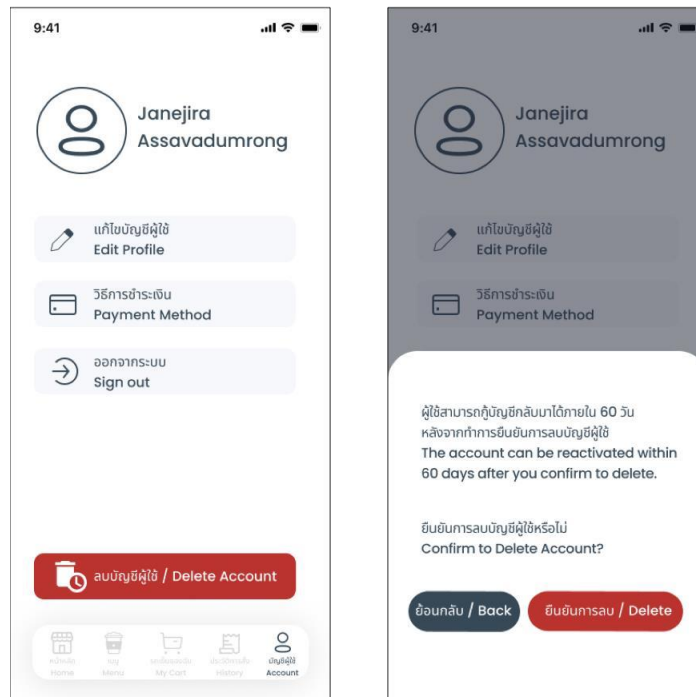 9:41
Janejira
Assavadumrong
แก้ไขบัญชีผู้ใช้
Edit Profile
วิธีการชำระเงิน
Payment Method
ออกจากระบบ
Sign out
ลบบัญชีผู้ใช้ / Delete Account
หน้าหลัก
Home
เมนู
Menu
My Cart
History
บัญชีผู้ใช้
Account
9:41
Janejira
Assavadumrong
แก้ไขบัญชีผู้ใช้
Edit Profile
วิธีการชำระเงิน
Payment Method
ผู้ใช้สามารถกู้บัญชีกลับมาได้ภายใน 60 วัน
หลังจากทำการยืนยันการลบบัญชีผู้ใช้
The account can be reactivated within
60 days after you confirm to delete.
ยืนยันการลบบัญชีผู้ใช้หรือไม่
Confirm to Delete Account?
ย้อนกลับ / Back
ยืนยันการลบ / Delete